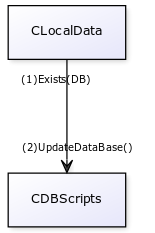 CLocalData
(1)Exists(DB)
(2)UpdateDataBase()
CDBScripts